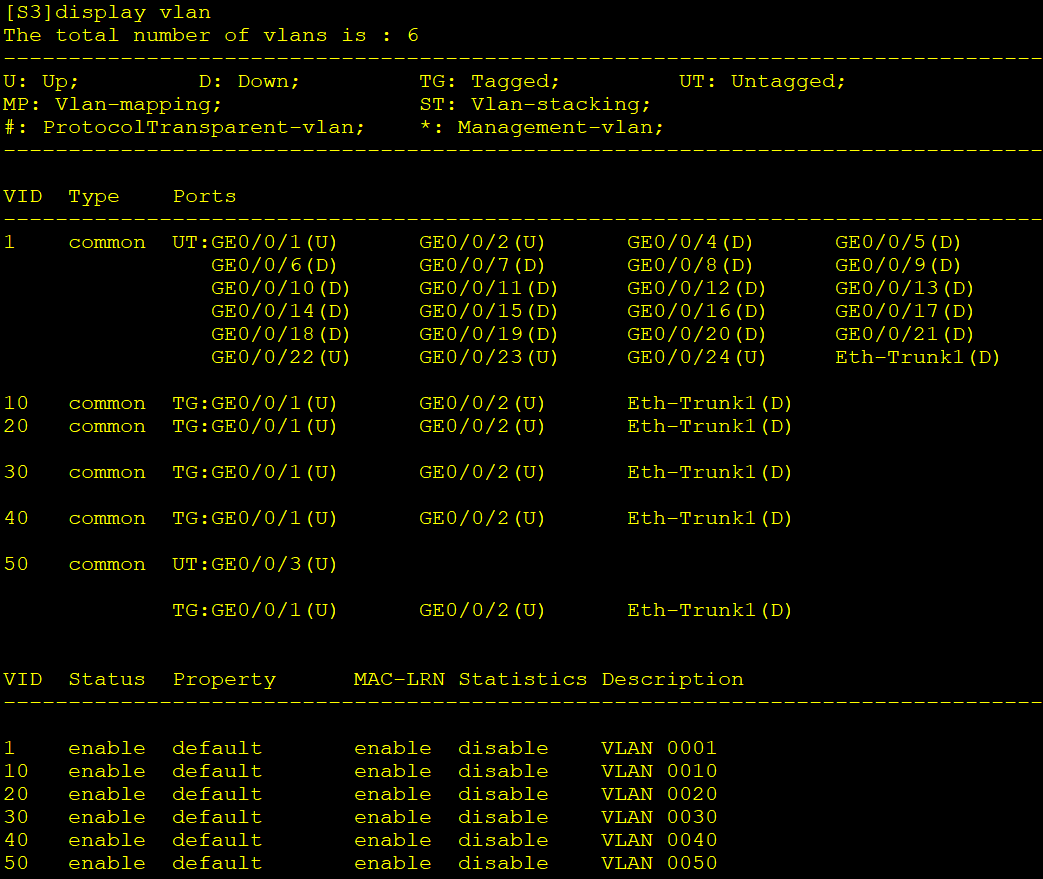 [S3]display vlan
The total number of vlans is : 6
--------------------------------------------------------------------------------
U: Up;         D: Down;         TG: Tagged;         UT: Untagged;
MP: Vlan-mapping;               ST: Vlan-stacking;
#: ProtocolTransparent-vlan;    *: Management-vlan;
--------------------------------------------------------------------------------
VID  Type    Ports
--------------------------------------------------------------------------------
1    common  UT:GE0/0/1(U)      GE0/0/2(U)      GE0/0/4(D)      GE0/0/5(D)
                GE0/0/6(D)      GE0/0/7(D)      GE0/0/8(D)      GE0/0/9(D)
                GE0/0/10(D)     GE0/0/11(D)     GE0/0/12(D)     GE0/0/13(D)
                GE0/0/14(D)     GE0/0/15(D)     GE0/0/16(D)     GE0/0/17(D)
                GE0/0/18(D)     GE0/0/19(D)     GE0/0/20(D)     GE0/0/21(D)
                GE0/0/22(U)     GE0/0/23(U)     GE0/0/24(U)     Eth-Trunk1(D)
10   common  TG:GE0/0/1(U)      GE0/0/2(U)      Eth-Trunk1(D)
20   common  TG:GE0/0/1(U)      GE0/0/2(U)      Eth-Trunk1(D)
30   common  TG:GE0/0/1(U)      GE0/0/2(U)      Eth-Trunk1(D)
40   common  TG:GE0/0/1(U)      GE0/0/2(U)      Eth-Trunk1(D)
50   common  UT:GE0/0/3(U)
             TG:GE0/0/1(U)      GE0/0/2(U)      Eth-Trunk1(D)
VID  Status  Property      MAC-LRN Statistics Description
--------------------------------------------------------------------------------
1    enable  default       enable  disable    VLAN 0001
10   enable  default       enable  disable    VLAN 0010
20   enable  default       enable  disable    VLAN 0020
30   enable  default       enable  disable    VLAN 0030
40   enable  default       enable  disable    VLAN 0040
50   enable  default       enable  disable    VLAN 0050